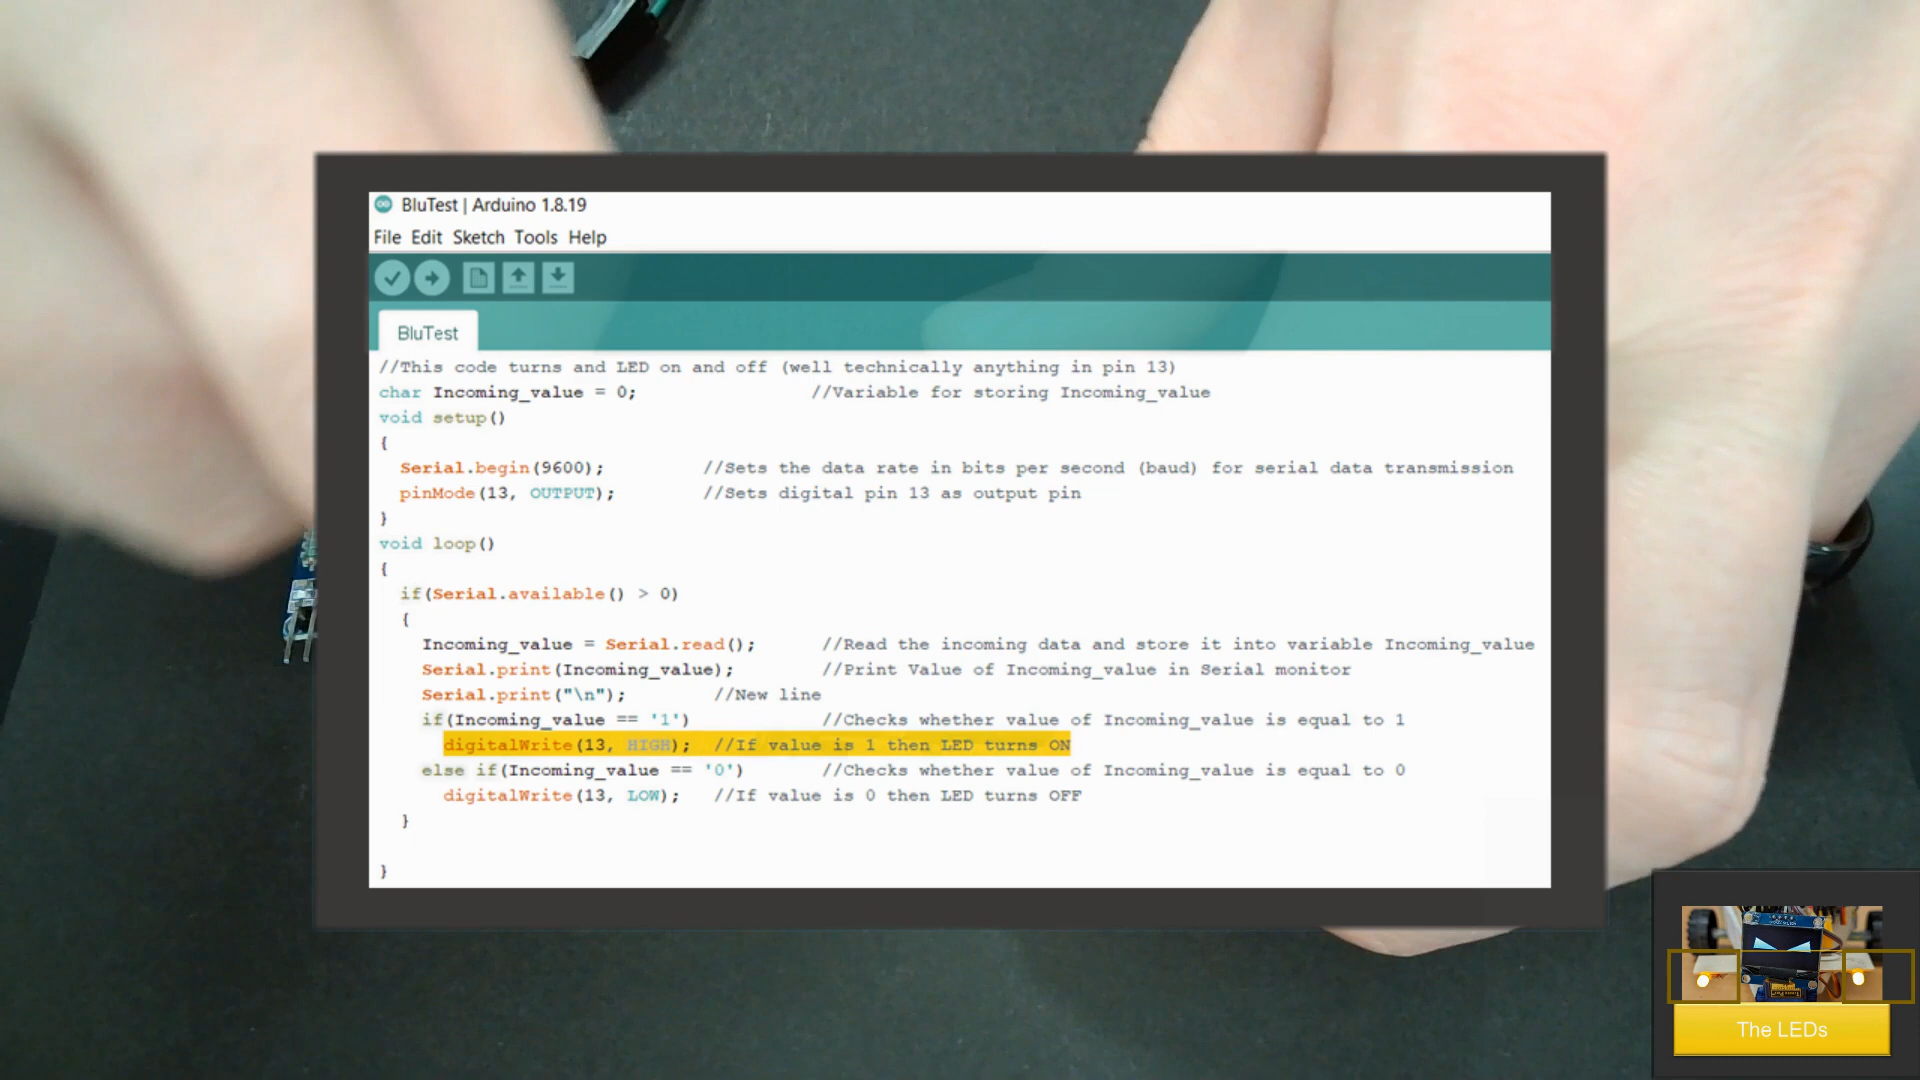 BluTest | Arduino 1.8.19
File Edit Sketch Tools Help
BluTest
//This code turns and LED on and off (well technically anything in pin 13)
char Incoming_value = 0; //Variable for storing Incoming_value
void setup()
{
Serial.begin(9600); //Sets the data rate in bits per second (baud) for serial data transmission
pinMode(13, OUTPUT); //Sets digital pin 13 as output pin
}
void loop()
{
if(Serial.available() > 0)
{
Incoming_value = Serial.read(); //Read the incoming data and store it into variable Incoming_value
Serial.print(Incoming_value); //Print Value of Incoming_value in Serial monitor
Serial.print("\n"); //New line
if(Incoming_value == '1') //Checks whether value of Incoming_value is equal to 1
digitalWrite(13, HIGH); //If value is 1 then LED turns ON
else if(Incoming_value == '0') //Checks whether value of Incoming_value is equal to 0
digitalWrite(13, LOW); //If value is 0 then LED turns OFF
}
}
The LEDs